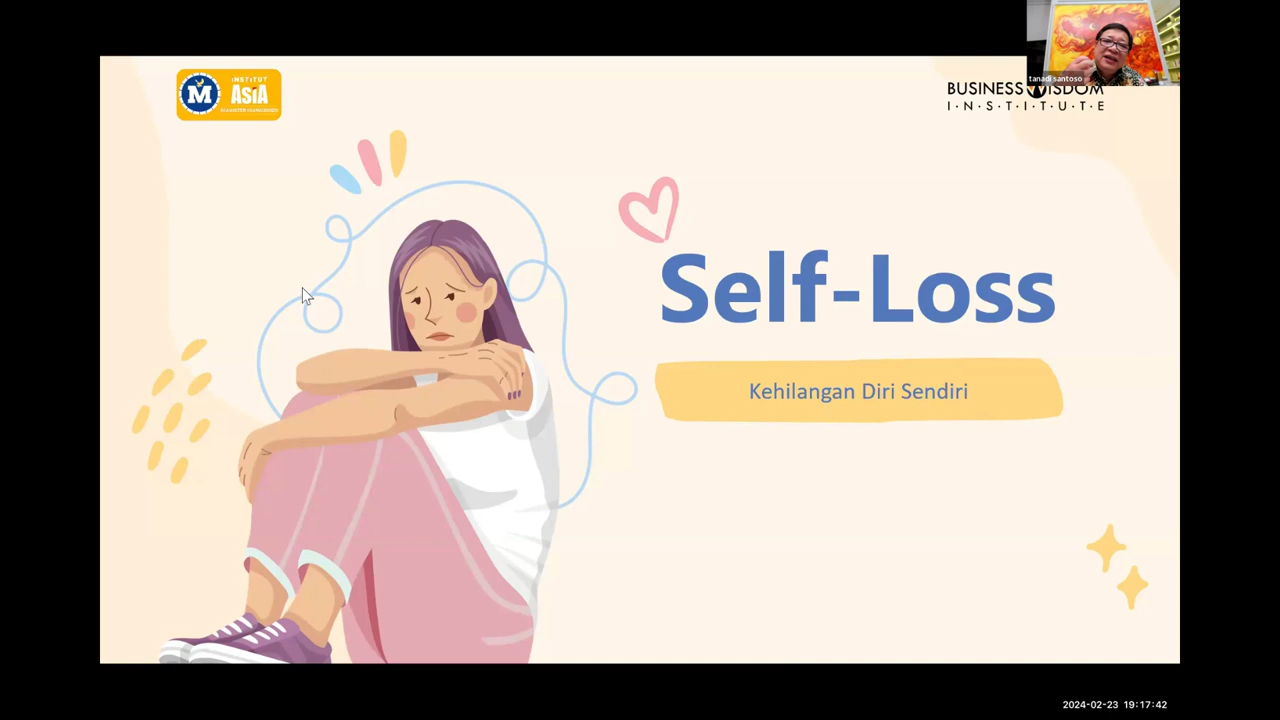 INSTITUT
ASIA
M
tanadi santoso
BUSINESS WISDOM
I·N·S·T·I·T·U·T·E
Self-Loss
Kehilangan Diri Sendiri
2024-02-23 19:17:42